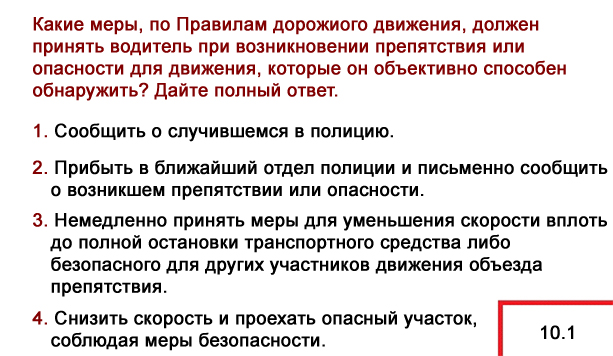 Какие меры, по Правилам дорожиого движения, должен
принять водитель при возникновении препятствия или
опасности для движения, которые он объективно способен
обнаружить? Дайте полный ответ.
1. Сообщить о случившемся в полицию.
2. Прибыть в ближайший отдел полиции и письменно сообщить
о возникшем препятствии или опасности.
3. Немедленно принять меры для уменьшения скорости вплоть
до полной остановки транспортного средства либо
безопасного для других участников движения объезда
препятствия.
4. Снизить скорость и проехать опасный участок,
соблюдая меры безопасности.
10.1